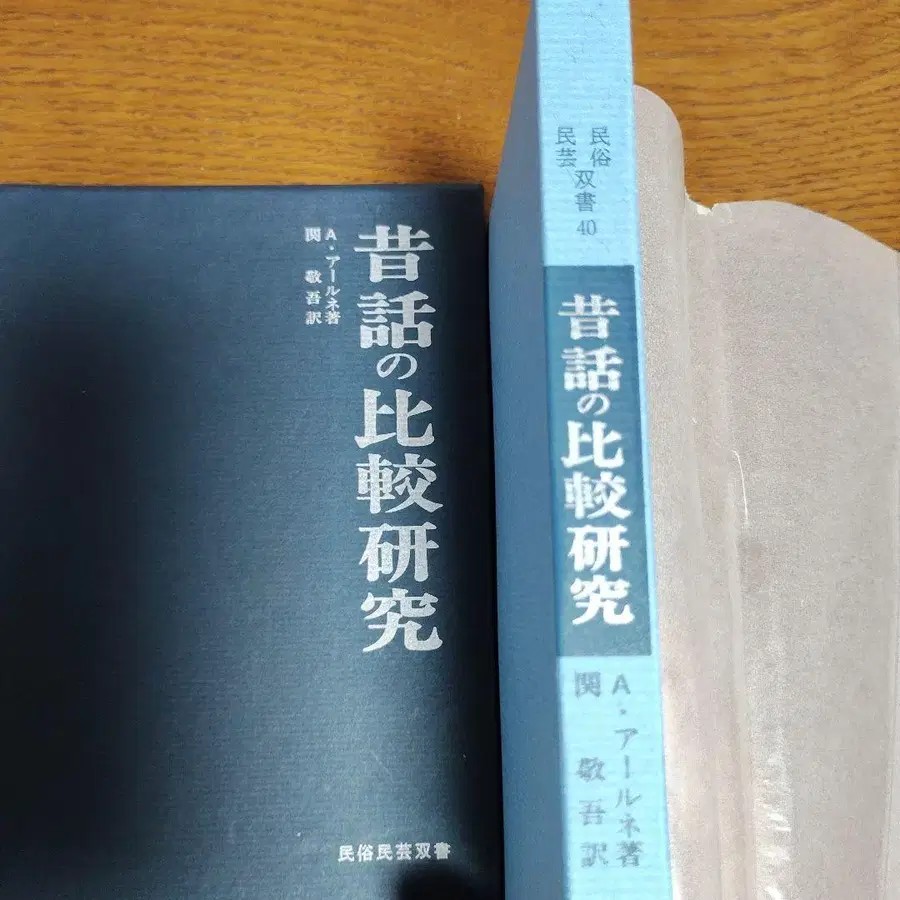 昔話の比較研究
A・アールネ著
関敬吾訳
民俗民芸双書
民俗
民芸
双書
40
昔話の比較研究
A・アールネ著
関敬吾訳